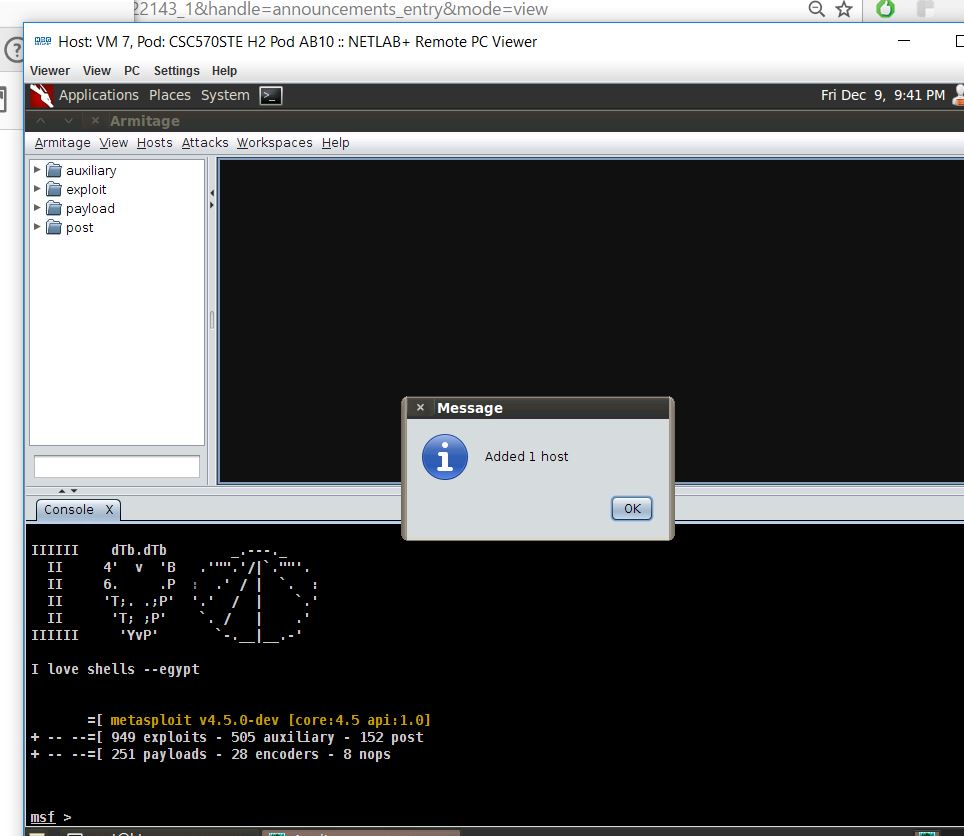 22143_1&handle=announcements_entry&mode=view
Host: VM 7, Pod: CSC570STE H2 Pod AB10 :: NETLAB+ Remote PC Viewer
Viewer View PC Settings Help
Applications Places System Fri Dec 9, 9:41 PM
Armitage
Armitage View Hosts Attacks Workspaces Help
auxiliary
exploit
payload
post
Message
Added 1 host
OK
Console X
IIIIII    dTb.dTb        _.---._
  II     4'  v  'B   .'"".'/|`.""'.
  II     6.     .P  :  .' / |  `.  :
  II     'T;. .;P'  '.'  /  |    `.'
  II      'T; ;P'    `. /   |    .'
IIIIII     'YvP'       `-.__|__.-'
I love shells --egypt
=[ metasploit v4.5.0-dev [core:4.5 api:1.0]
+ -- --=[ 949 exploits - 505 auxiliary - 152 post
+ -- --=[ 251 payloads - 28 encoders - 8 nops
msf >